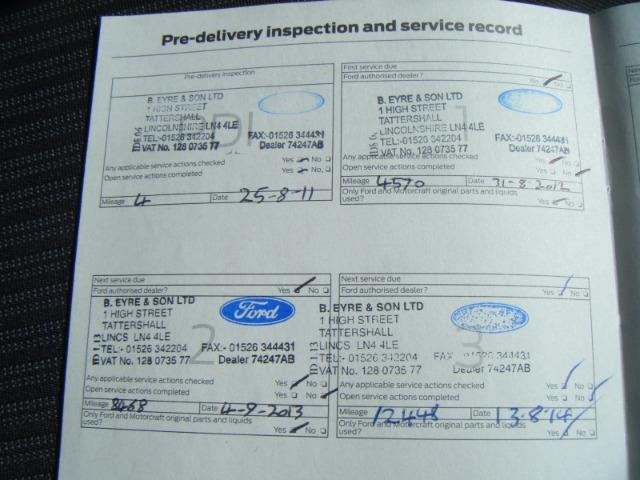 Pre-delivery inspection and service record
Pre-delivery inspection
B. EYRE & SON LTD
1 HIGH STREET
TATTERSHALL
LINCOLNSHIRE LN4 4LE
TEL:-01526 342204 FAX:-01526 344431
VAT No. 128 0735 77 Dealer 74247AB
PDI
Any applicable service actions checked Yes No
Open service actions completed Yes No
Mileage 4 Date 25-8-11
First service due
Ford authorised dealer? Yes No
B. EYRE & SON LTD
1 HIGH STREET
TATTERSHALL
LINCOLNSHIRE LN4 4LE
TEL:-01526 342204 FAX:-01526 344431
VAT No. 128 0735 77 Dealer 74247AB
1
Any applicable service actions checked Yes No
Open service actions completed Yes No
Mileage 4570 Date 31-8-2012
Only Ford and Motorcraft original parts and liquids
used? Yes No
Next service due
Ford authorised dealer? Yes No
B. EYRE & SON LTD
1 HIGH STREET
TATTERSHALL
LINCS LN4 4LE
TEL:- 01526 342204 FAX:- 01526 344431
VAT No. 128 0735 77 Dealer 74247AB
Ford
2
Any applicable service actions checked Yes No
Open service actions completed Yes No
Mileage 8468 Date 4-9-2013
Only Ford and Motorcraft original parts and liquids
used? Yes No
Next service due
Ford authorised dealer? Yes No
B. EYRE & SON LTD
1 HIGH STREET
TATTERSHALL
LINCS LN4 4LE
TEL:- 01526 342204 FAX:- 01526 344431
VAT No. 128 0735 77 Dealer 74247AB
3
Any applicable service actions checked Yes No
Open service actions completed Yes No
Mileage 12448 Date 13-8-14
Only Ford and Motorcraft original parts and liquids
used? Yes No